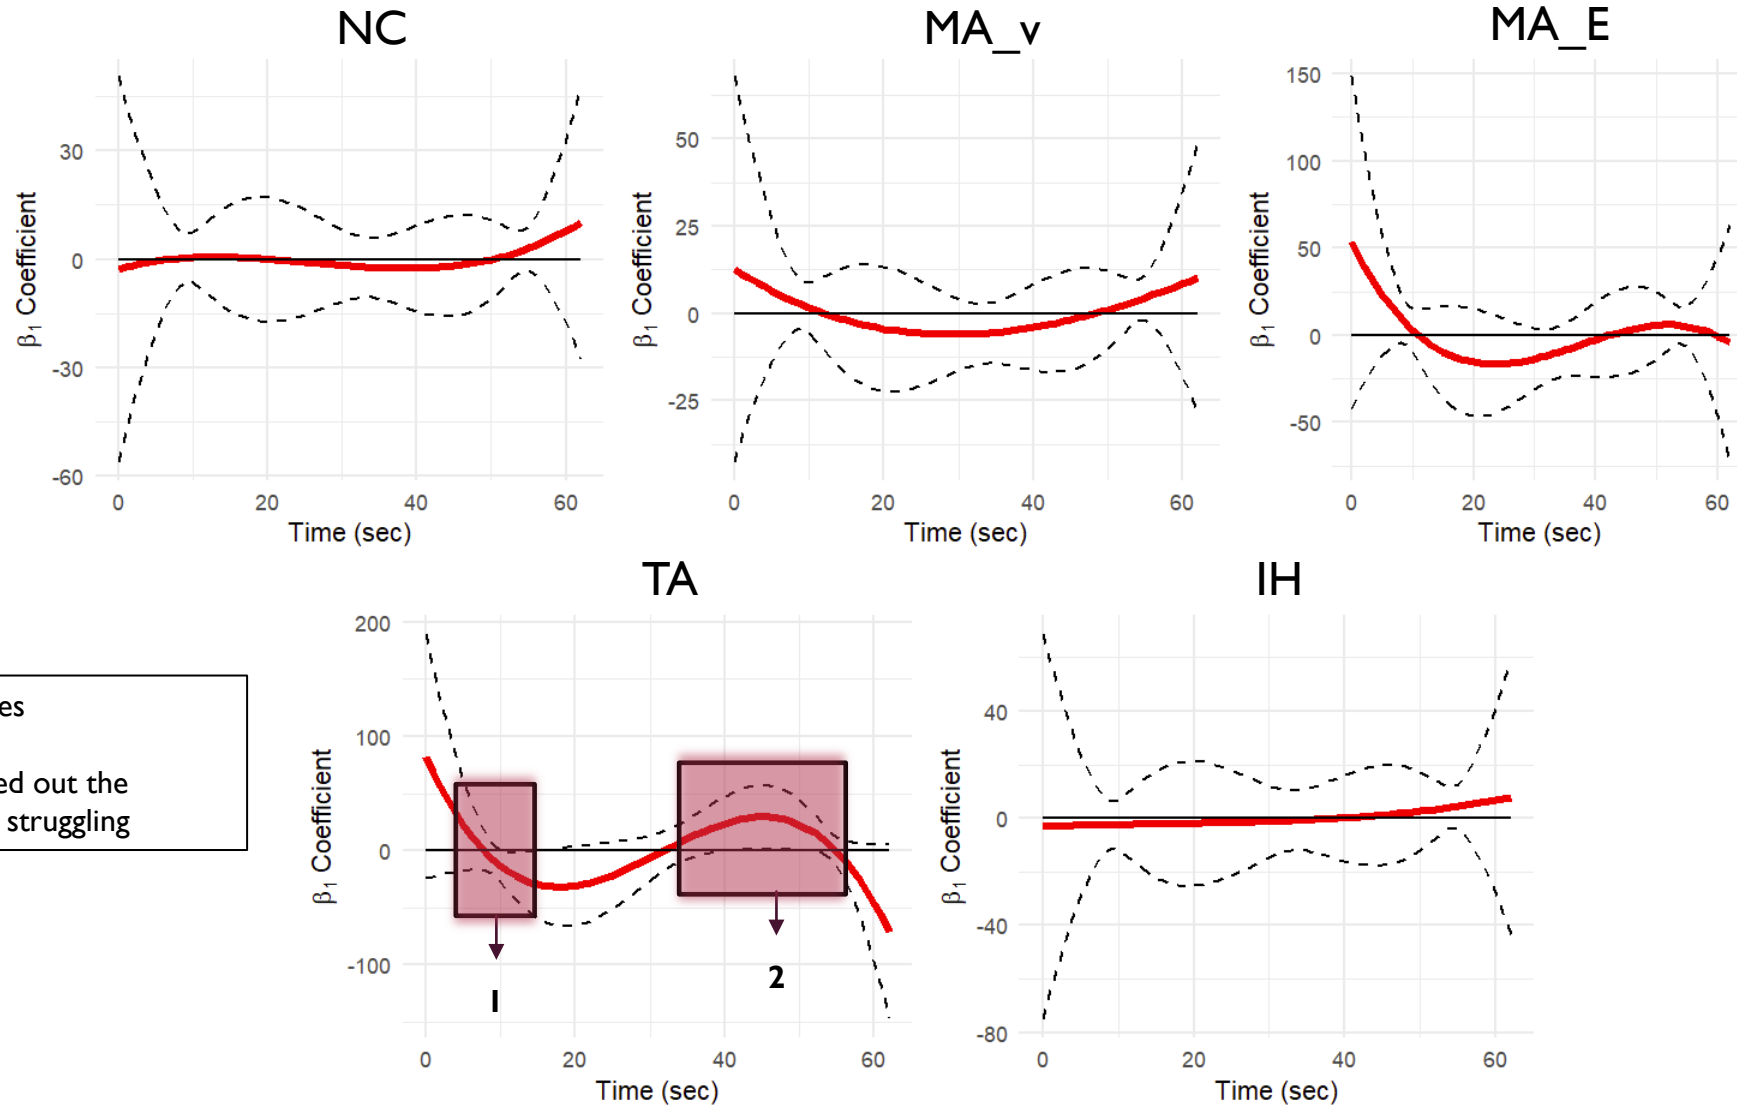 NC
MA_v
MA_E
30
0
-30
-60
β1 Coefficient
0
20
40
60
Time (sec)
50
25
0
-25
β1 Coefficient
0
20
40
60
Time (sec)
150
100
50
0
-50
β1 Coefficient
0
20
40
60
Time (sec)
es
ed out the
struggling
TA
200
100
0
-100
β1 Coefficient
0
20
40
60
Time (sec)
1
2
IH
40
0
-40
-80
β1 Coefficient
0
20
40
60
Time (sec)